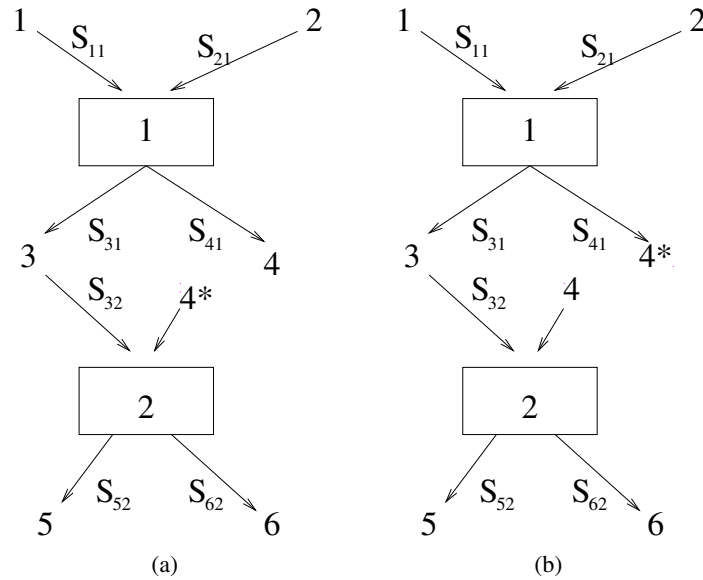 1 S₁₁ S₂₁ 2
1
S₃₁ S₄₁
3 4
S₃₂ 4*
2
S₅₂ S₆₂
5 6
(a)
1 S₁₁ S₂₁ 2
1
S₃₁ S₄₁
3 4*
S₃₂ 4
2
S₅₂ S₆₂
5 6
(b)